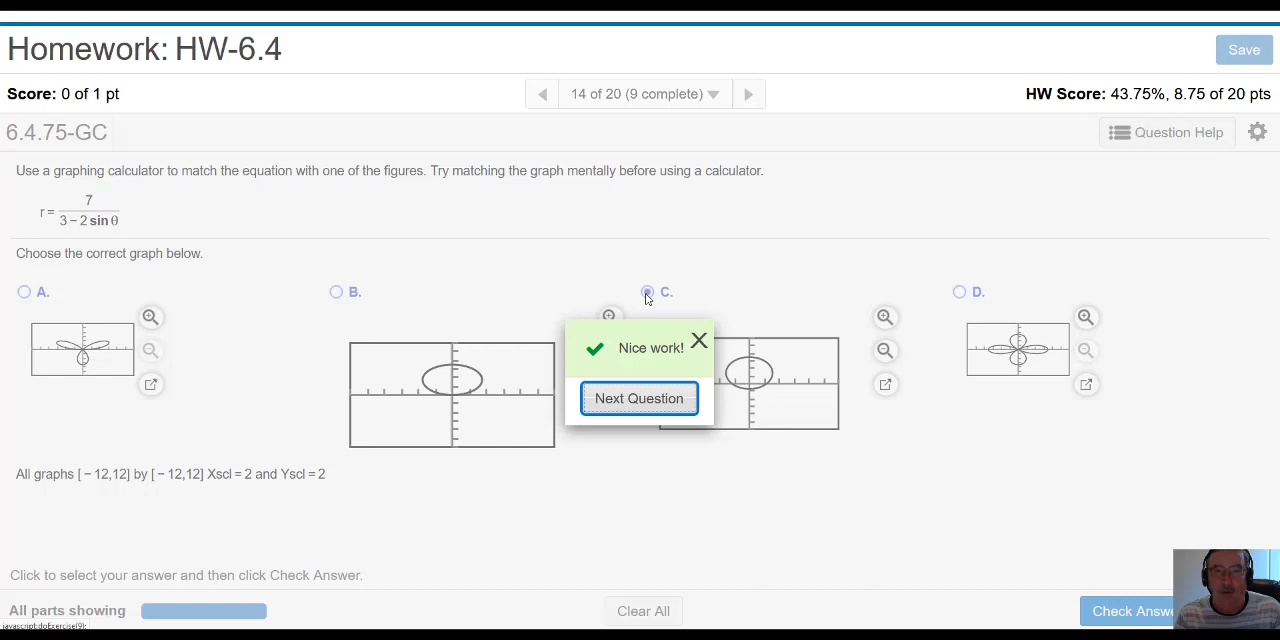 Homework: HW-6.4
Save
Score: 0 of 1 pt
14 of 20 (9 complete)
HW Score: 43.75%, 8.75 of 20 pts
6.4.75-GC
Question Help
Use a graphing calculator to match the equation with one of the figures. Try matching the graph mentally before using a calculator.
7
r =
3 − 2 sin θ
Choose the correct graph below.
A.
B.
C.
D.
Nice work!
Next Question
All graphs [ − 12,12] by [ − 12,12] Xscl = 2 and Yscl = 2
Click to select your answer and then click Check Answer.
All parts showing
Clear All
Check Answe
javascript:doExercise(9);